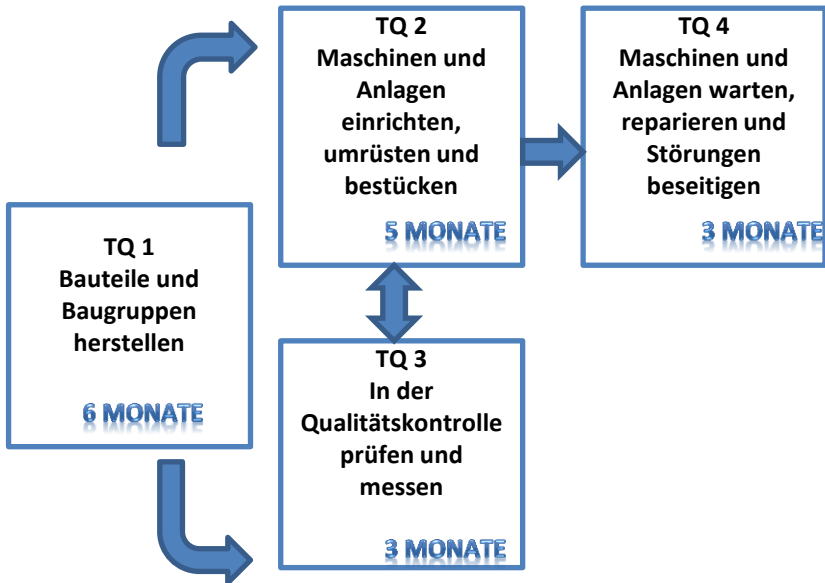 TQ 1
Bauteile und
Baugruppen
herstellen
6 MONATE
TQ 2
Maschinen und
Anlagen
einrichten,
umrüsten und
bestücken
5 MONATE
TQ 3
In der
Qualitätskontrolle
prüfen und
messen
3 MONATE
TQ 4
Maschinen und
Anlagen warten,
reparieren und
Störungen
beseitigen
3 MONATE